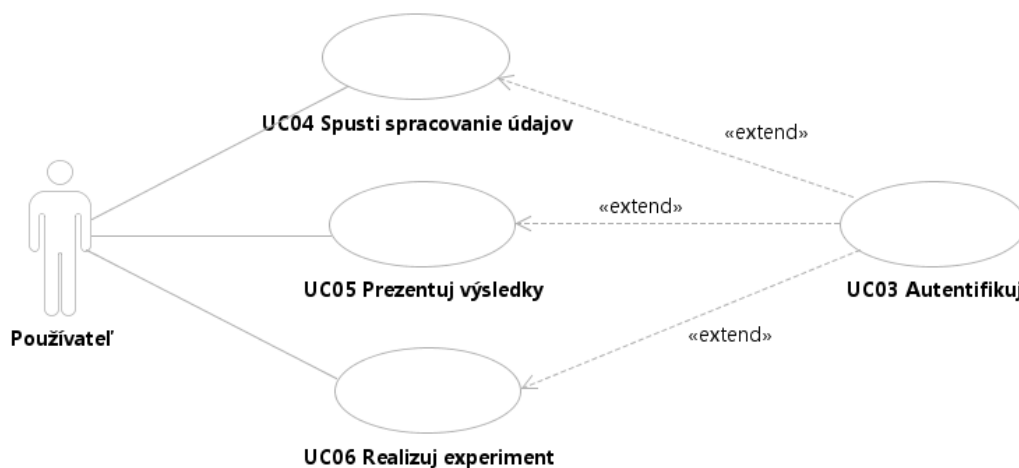 UC04 Spusti spracovanie údajov
«extend»
«extend»
UC05 Prezentuj výsledky
UC03 Autentifikuj
Používateľ
«extend»
UC06 Realizuj experiment